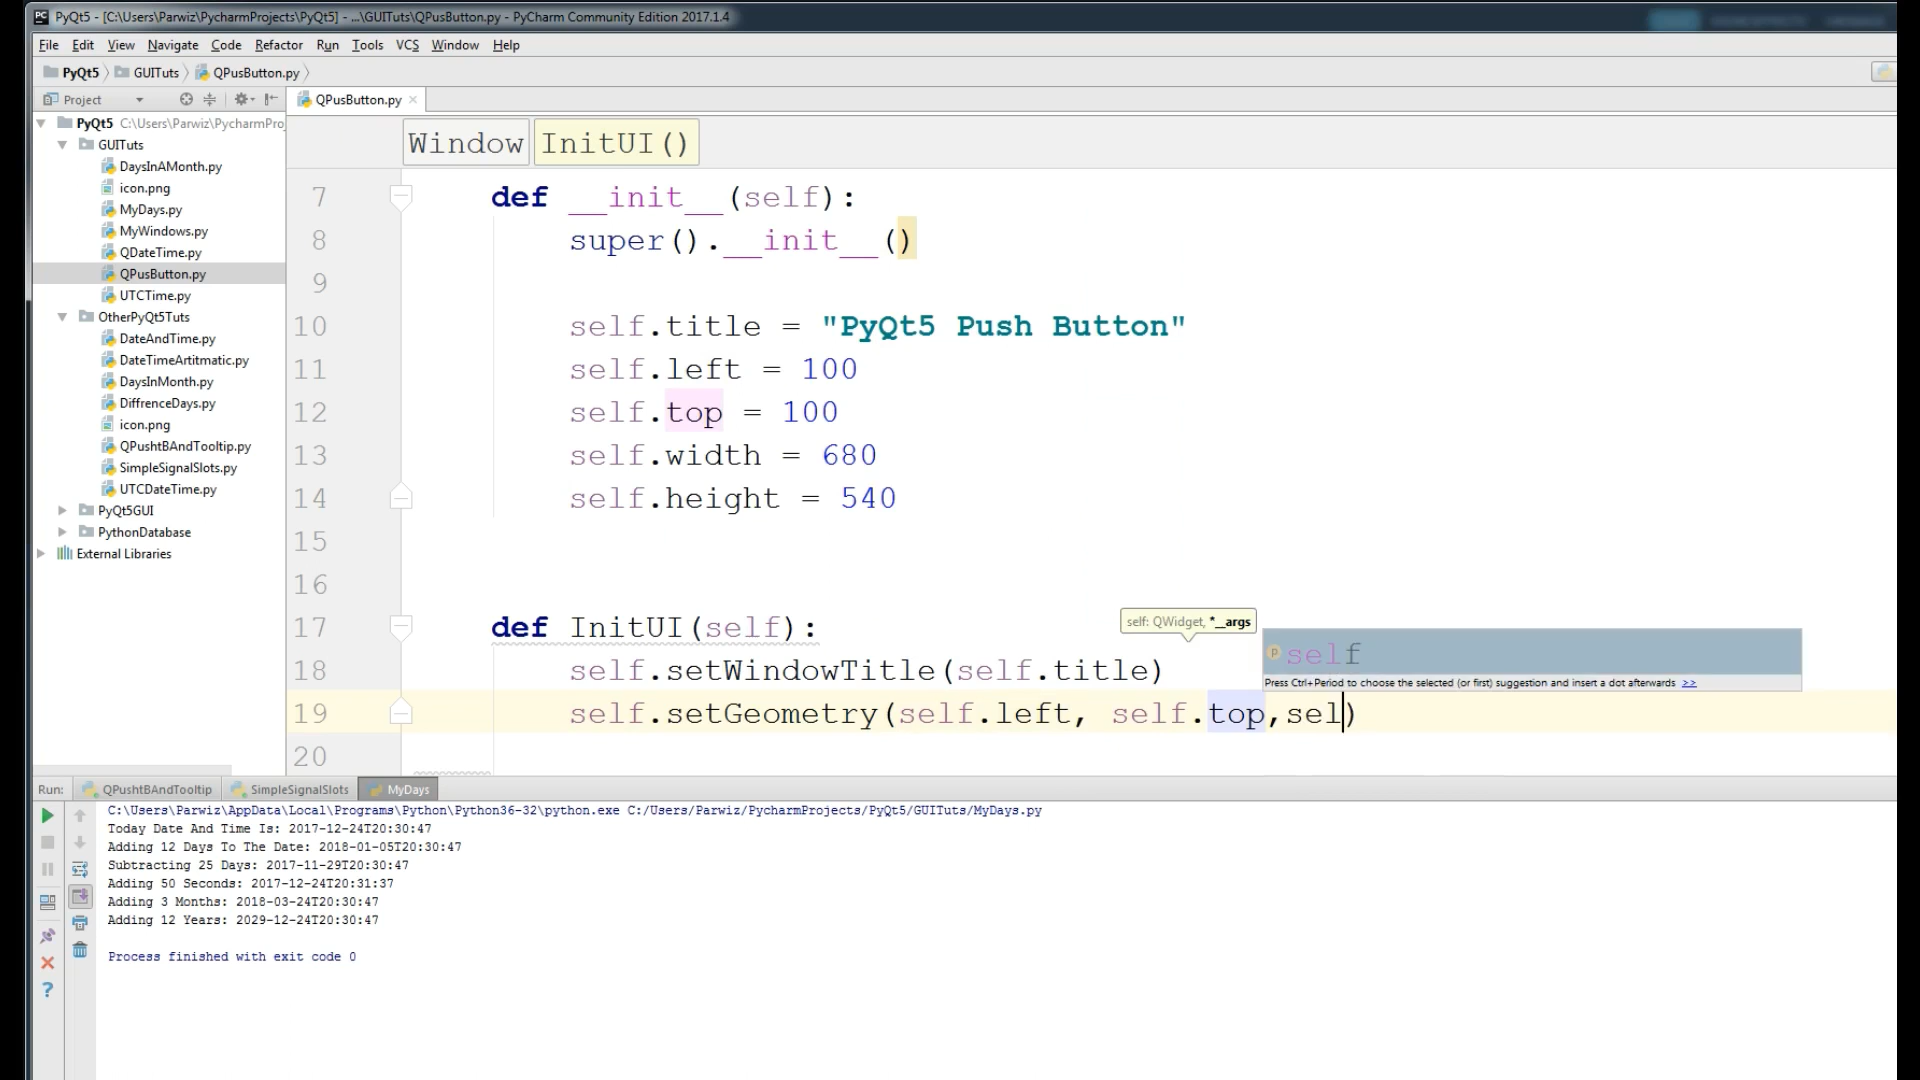 PyQt5 - [C:\Users\Parwiz\PycharmProjects\PyQt5] - ...\GUITuts\QPusButton.py - PyCharm Community Edition 2017.1.4
File Edit View Navigate Code Refactor Run Tools VCS Window Help
PyQt5 GUITuts QPusButton.py
Project
QPusButton.py
PyQt5 C:\Users\Parwiz\PycharmProj
GUITuts
DaysInAMonth.py
icon.png
MyDays.py
MyWindows.py
QDateTime.py
QPusButton.py
UTCTime.py
OtherPyQt5Tuts
DateAndTime.py
DateTimeArtitmatic.py
DaysInMonth.py
DiffrenceDays.py
icon.png
QPushtBAndTooltip.py
SimpleSignalSlots.py
UTCDateTime.py
PyQt5GUI
PythonDatabase
External Libraries
Window InitUI()
7 def __init__(self):
8 super().__init__()
9
10 self.title = "PyQt5 Push Button"
11 self.left = 100
12 self.top = 100
13 self.width = 680
14 self.height = 540
15
16
17 def InitUI(self):
18 self.setWindowTitle(self.title)
19 self.setGeometry(self.left, self.top,sel)
20
self: QWidget, *__args
p self
Press Ctrl+Period to choose the selected (or first) suggestion and insert a dot afterwards >>
Run: QPushtBAndTooltip SimpleSignalSlots MyDays
C:\Users\Parwiz\AppData\Local\Programs\Python\Python36-32\python.exe C:/Users/Parwiz/PycharmProjects/PyQt5/GUITuts/MyDays.py
Today Date And Time Is: 2017-12-24T20:30:47
Adding 12 Days To The Date: 2018-01-05T20:30:47
Subtracting 25 Days: 2017-11-29T20:30:47
Adding 50 Seconds: 2017-12-24T20:31:37
Adding 3 Months: 2018-03-24T20:30:47
Adding 12 Years: 2029-12-24T20:30:47
Process finished with exit code 0